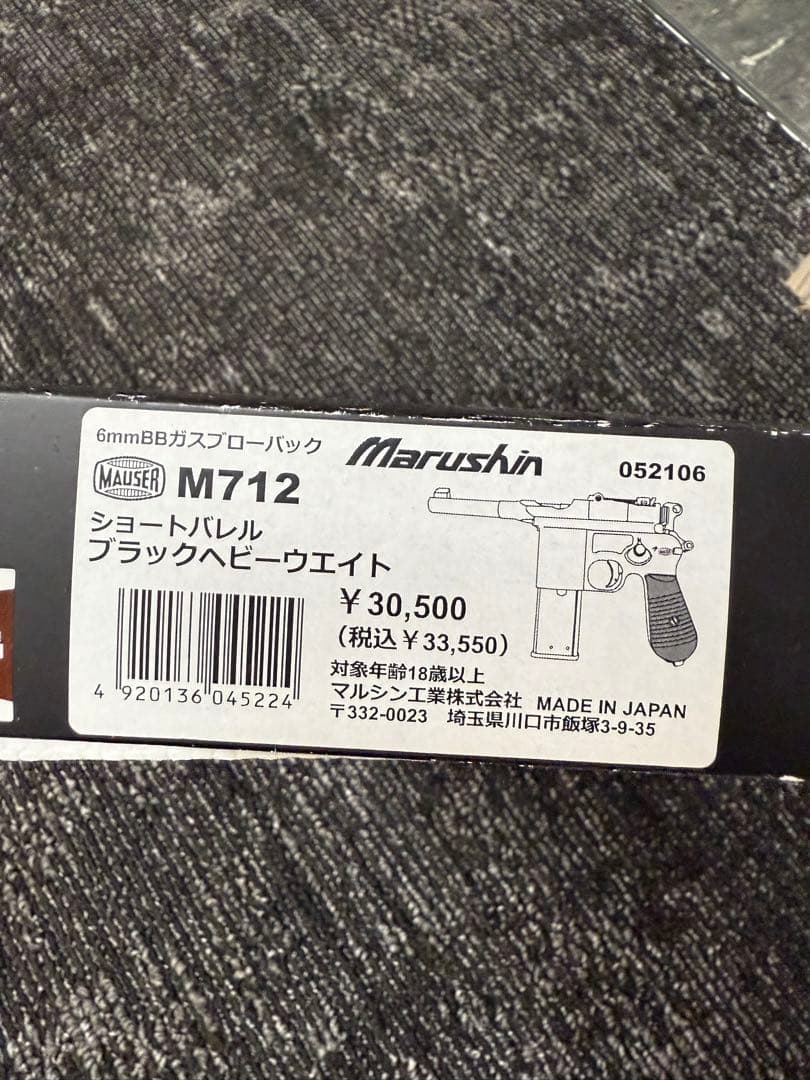 6mmBBガスブローバック
Marushin
052106
MAUSER M712
ショートバレル
ブラックヘビーウエイト
¥30,500
(税込¥33,550)
対象年齢18歳以上
マルシン工業株式会社 MADE IN JAPAN
〒332-0023 埼玉県川口市飯塚3-9-35
4 920136 045224